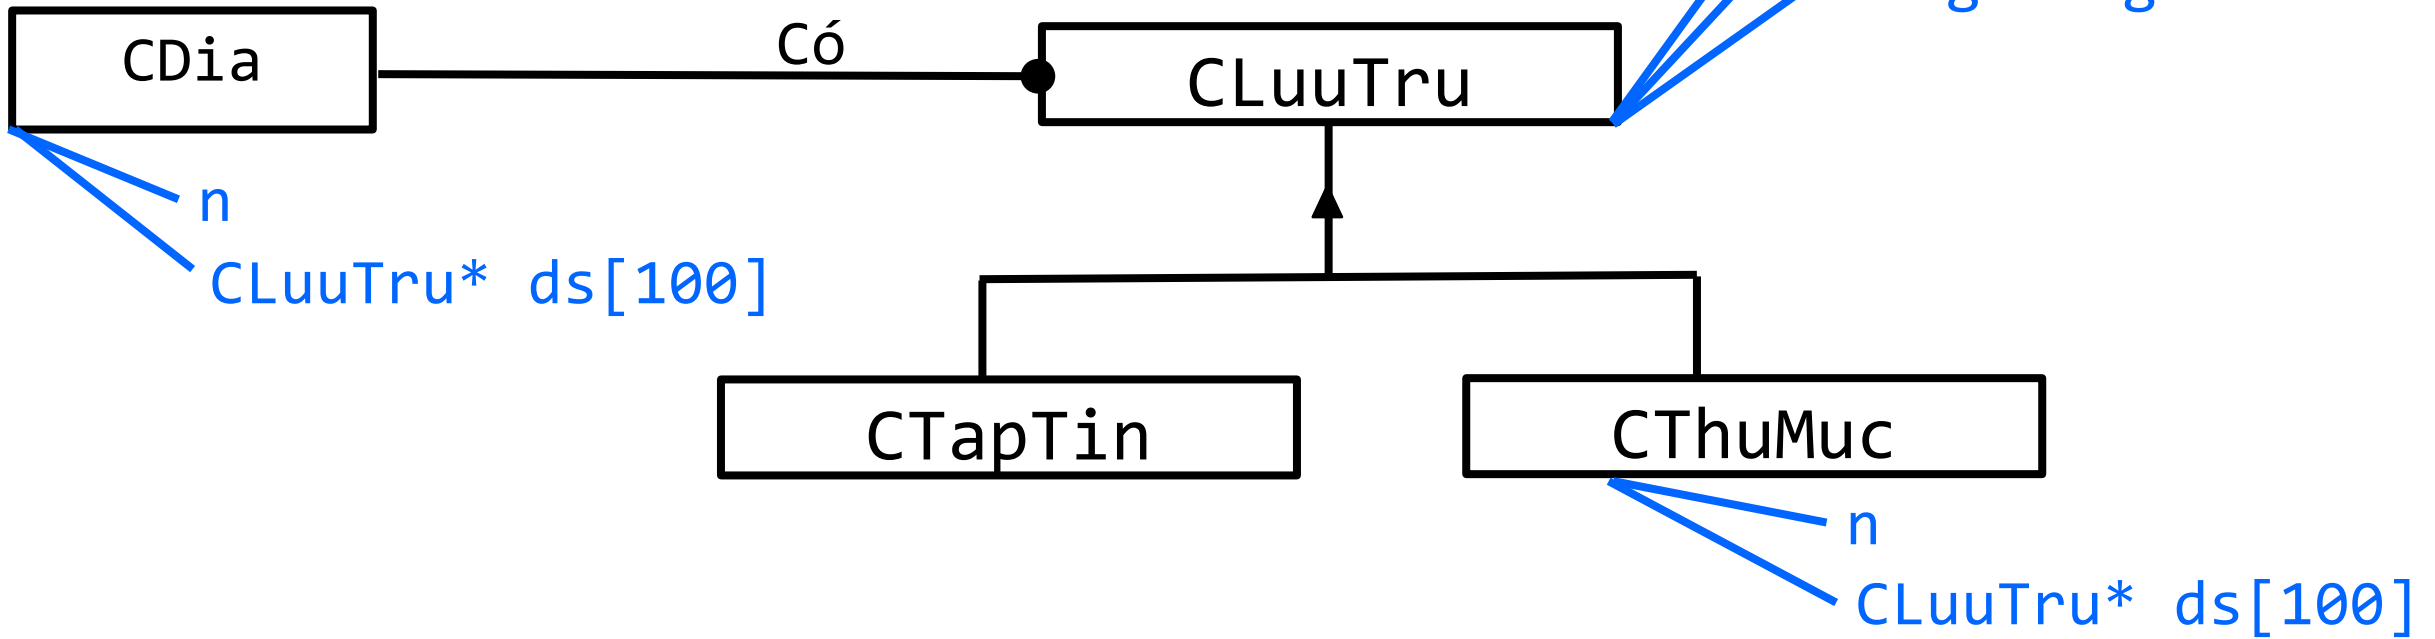 CDia
Có
CLuuTru
n
CLuuTru* ds[100]
CTapTin
CThuMuc
n
CLuuTru* ds[100]